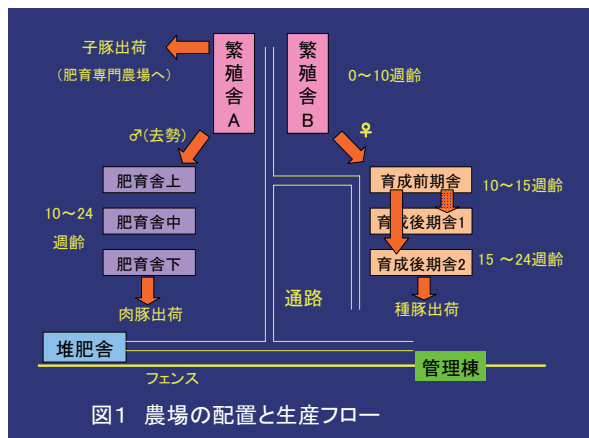 子豚出荷
(肥育専門農場へ)
繁殖舎A
繁殖舎B
0～10週齢
♂(去勢)
♀
肥育舎上
育成前期舎
10～15週齢
10～24
週齢
肥育舎中
育成後期舎1
肥育舎下
育成後期舎2
15 ～24週齢
通路
肉豚出荷
種豚出荷
堆肥舎
管理棟
フェンス
図1 農場の配置と生産フロー